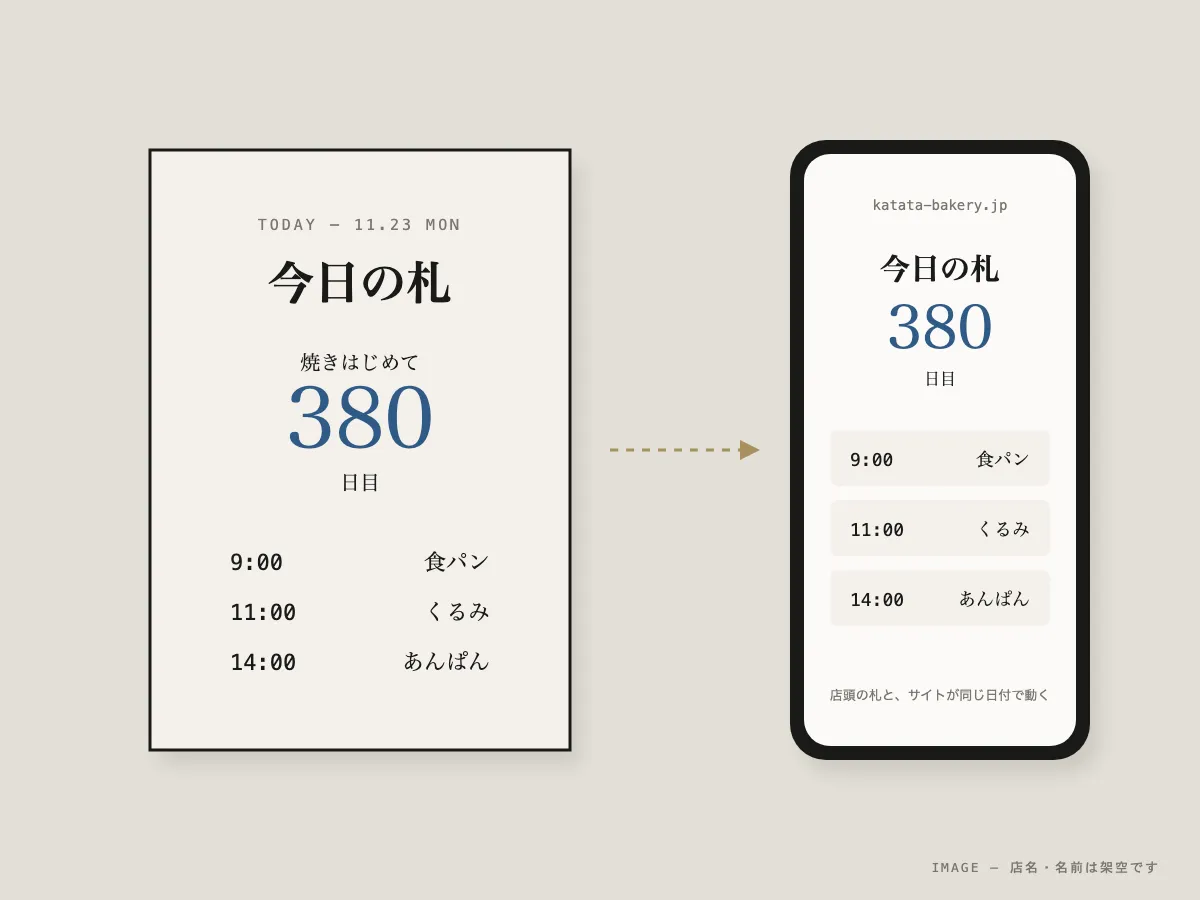 TODAY — 11.23 MON
今日の札
焼きはじめて
380
日目
9:00 食パン
11:00 くるみ
14:00 あんぱん
katata-bakery.jp
今日の札
380
日目
9:00 食パン
11:00 くるみ
14:00 あんぱん
店頭の札と、サイトが同じ日付で動く
IMAGE — 店名・名前は架空です